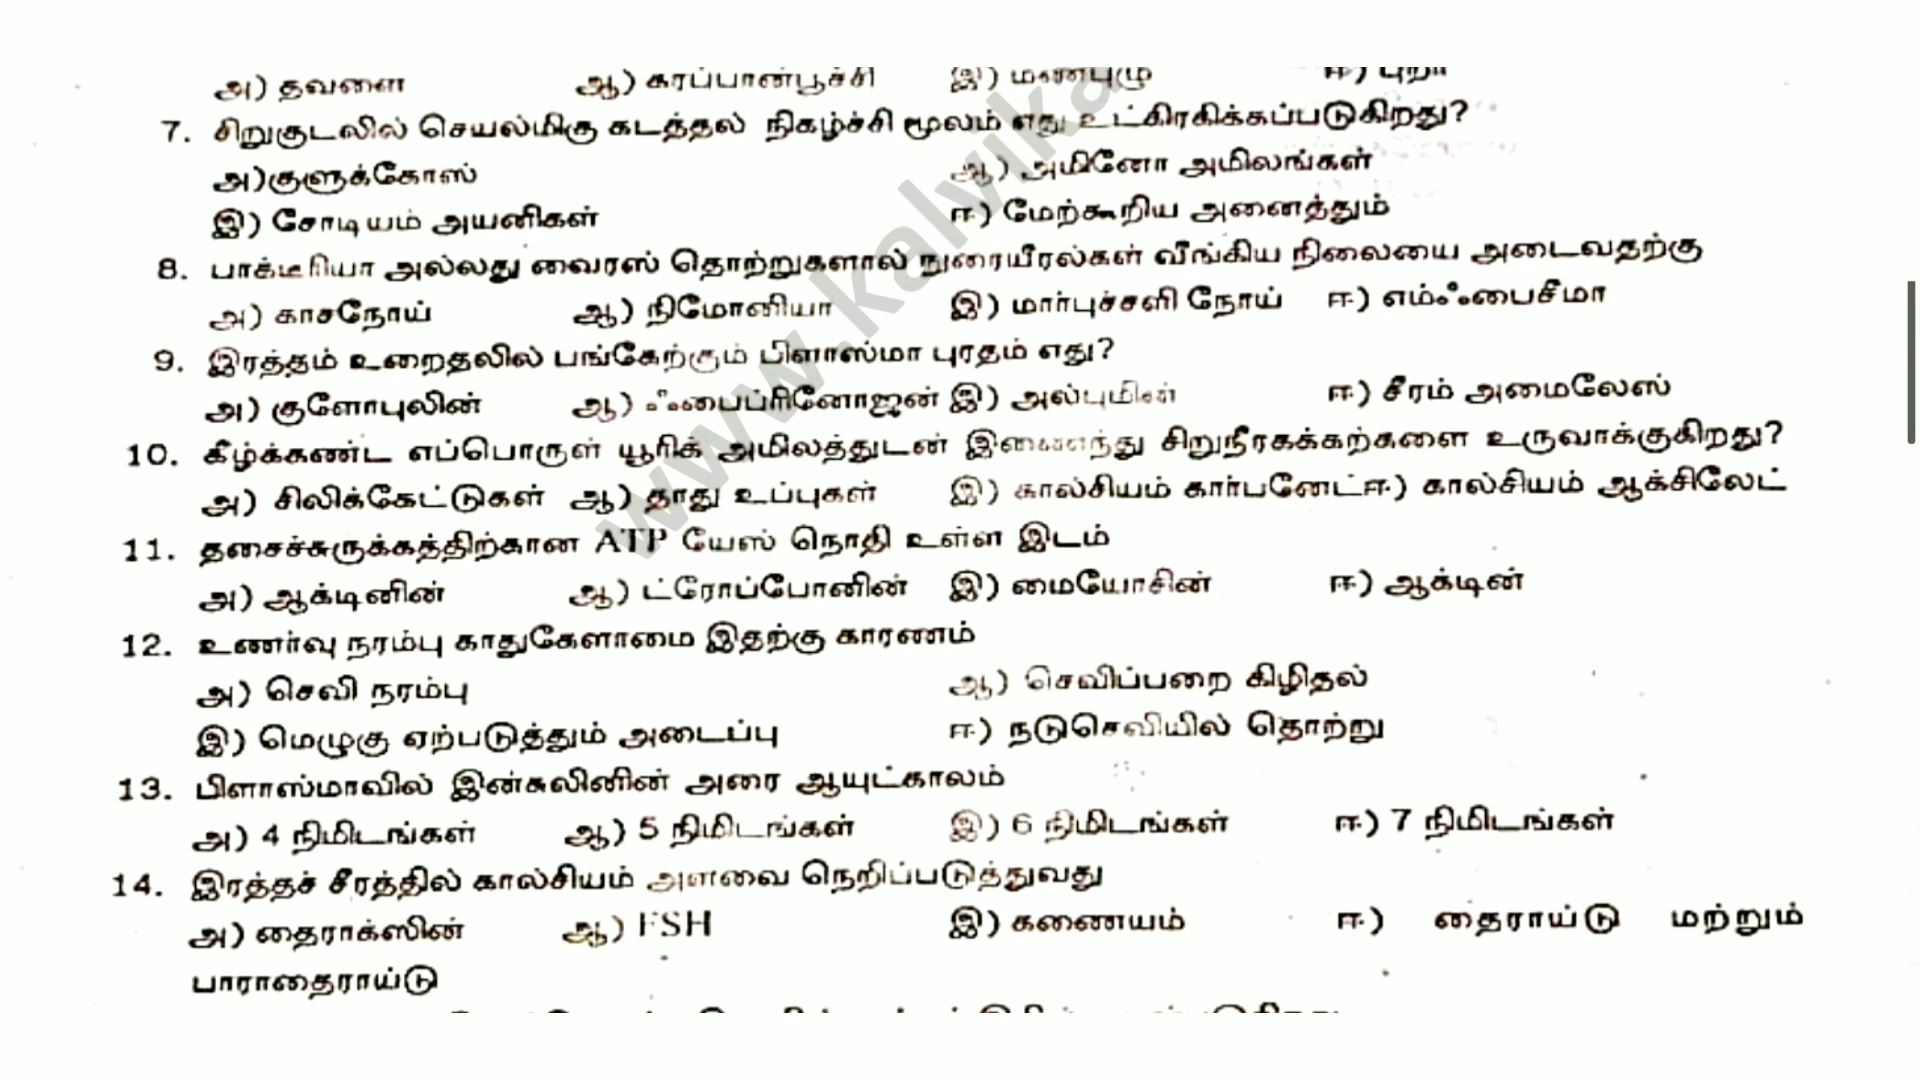 அ) தவளை ஆ) கரப்பான்பூச்சி இ) மண்புழு ஈ) புறா
7. சிறுகுடலில் செயல்மிகு கடத்தல் நிகழ்ச்சி மூலம் எது உட்கிரகிக்கப்படுகிறது?
அ)குளுக்கோஸ் ஆ) அமினோ அமிலங்கள்
இ) சோடியம் அயனிகள் ஈ) மேற்கூறிய அனைத்தும்
8. பாக்டீரியா அல்லது வைரஸ் தொற்றுகளால் நுரையீரல்கள் வீங்கிய நிலையை அடைவதற்கு
அ) காசநோய் ஆ) நிமோனியா இ) மார்புச்சளி நோய் ஈ) எம்ஃபைசீமா
9. இரத்தம் உறைதலில் பங்கேற்கும் பிளாஸ்மா புரதம் எது?
அ) குளோபுலின் ஆ) ஃபைப்ரினோஜன் இ) அல்புமின் ஈ) சீரம் அமைலேஸ்
10. கீழ்க்கண்ட எப்பொருள் யூரிக் அமிலத்துடன் இணைந்து சிறுநீரகக்கற்களை உருவாக்குகிறது?
அ) சிலிக்கேட்டுகள் ஆ) தாது உப்புகள் இ) கால்சியம் கார்பனேட்ஈ) கால்சியம் ஆக்சிலேட்
11. தசைச்சுருக்கத்திற்கான ATP யேஸ் நொதி உள்ள இடம்
அ) ஆக்டினின் ஆ) ட்ரோப்போனின் இ) மையோசின் ஈ) ஆக்டின்
12. உணர்வு நரம்பு காதுகேளாமை இதற்கு காரணம்
அ) செவி நரம்பு ஆ) செவிப்பறை கிழிதல்
இ) மெழுகு ஏற்படுத்தும் அடைப்பு ஈ) நடுசெவியில் தொற்று
13. பிளாஸ்மாவில் இன்சுலினின் அரை ஆயுட்காலம்
அ) 4 நிமிடங்கள் ஆ) 5 நிமிடங்கள் இ) 6 நிமிடங்கள் ஈ) 7 நிமிடங்கள்
14. இரத்தச் சீரத்தில் கால்சியம் அளவை நெறிப்படுத்துவது
அ) தைராக்ஸின் ஆ) FSH இ) கணையம் ஈ) தைராய்டு மற்றும்
பாராதைராய்டு
www.kalvika